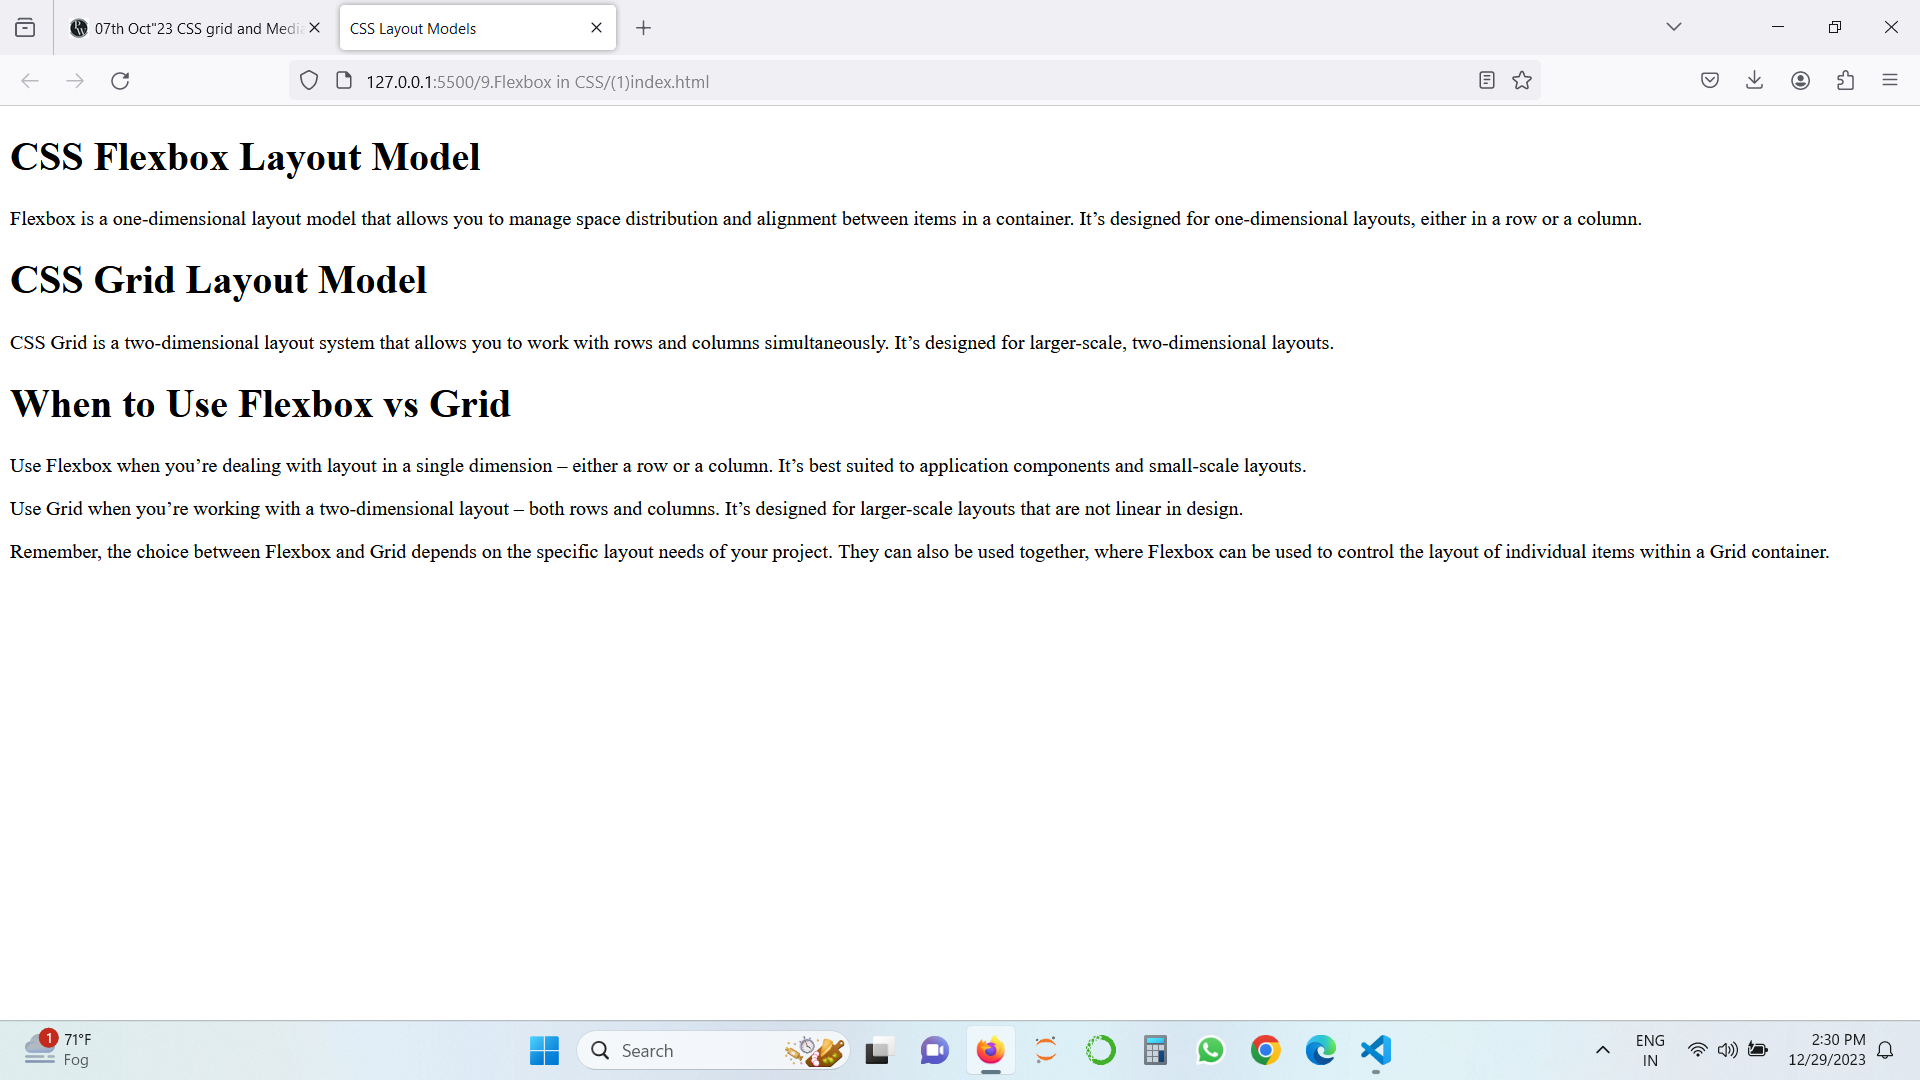 07th Oct"23 CSS grid and Media
CSS Layout Models
127.0.0.1:5500/9.Flexbox in CSS/(1)index.html
CSS Flexbox Layout Model
Flexbox is a one-dimensional layout model that allows you to manage space distribution and alignment between items in a container. It’s designed for one-dimensional layouts, either in a row or a column.
CSS Grid Layout Model
CSS Grid is a two-dimensional layout system that allows you to work with rows and columns simultaneously. It’s designed for larger-scale, two-dimensional layouts.
When to Use Flexbox vs Grid
Use Flexbox when you’re dealing with layout in a single dimension – either a row or a column. It’s best suited to application components and small-scale layouts.
Use Grid when you’re working with a two-dimensional layout – both rows and columns. It’s designed for larger-scale layouts that are not linear in design.
Remember, the choice between Flexbox and Grid depends on the specific layout needs of your project. They can also be used together, where Flexbox can be used to control the layout of individual items within a Grid container.
1
71°F
Fog
Search
ENG
IN
2:30 PM
12/29/2023